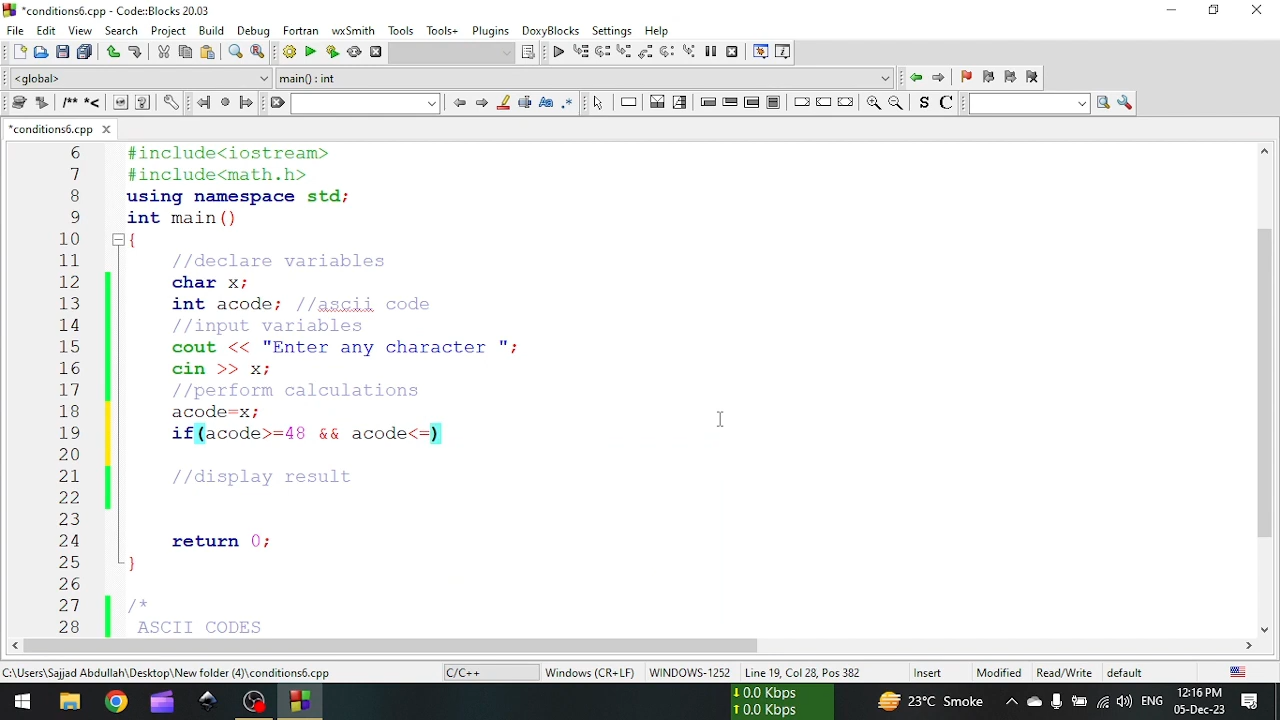 *conditions6.cpp - Code::Blocks 20.03
File Edit View Search Project Build Debug Fortran wxSmith Tools Tools+ Plugins DoxyBlocks Settings Help
<global> main() : int
/** *<
Aa .*
S C
*conditions6.cpp
6 #include<iostream>
7 #include<math.h>
8 using namespace std;
9 int main()
10 {
11 //declare variables
12 char x;
13 int acode; //ascii code
14 //input variables
15 cout << "Enter any character ";
16 cin >> x;
17 //perform calculations
18 acode=x;
19 if(acode>=48 && acode<=)
20
21 //display result
22
23
24 return 0;
25 }
26
27 /*
28 ASCII CODES
C:\Users\Sajjad Abdullah\Desktop\New folder (4)\conditions6.cpp C/C++ Windows (CR+LF) WINDOWS-1252 Line 19, Col 28, Pos 382 Insert Modified Read/Write default
↓ 0.0 Kbps
↑ 0.0 Kbps
23°C Smoke ENG
12:16 PM
05-Dec-23